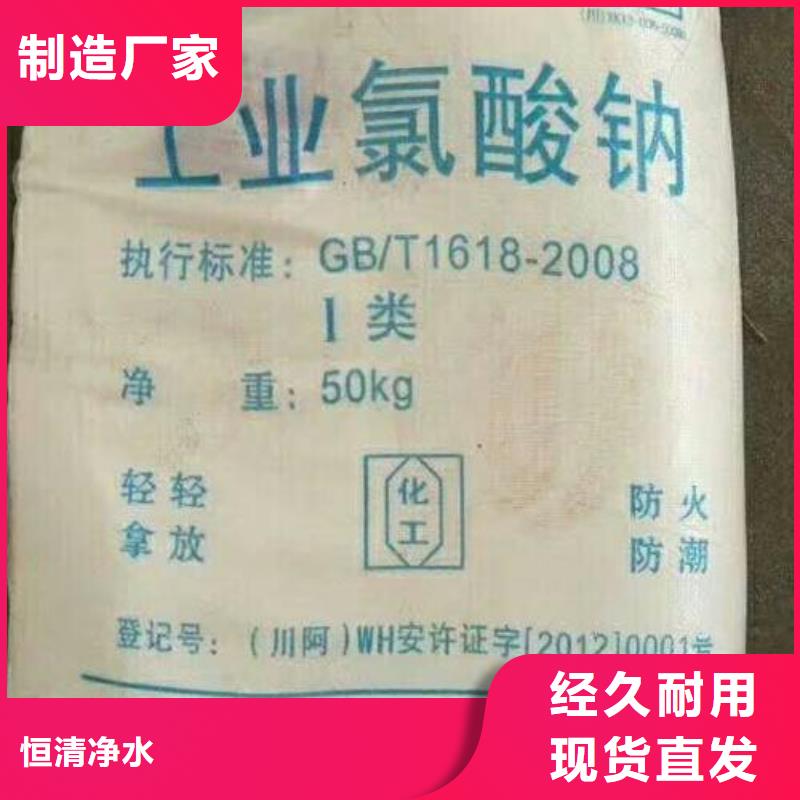 制造厂家
工业氯酸钠
执行标准：GB/T1618-2008
I 类
净 重：50kg
轻轻
拿放
化
工
防火
防潮
登记号：（川阿）WH安许证字[2012]0001号
经久耐用
现货直发
恒清净水